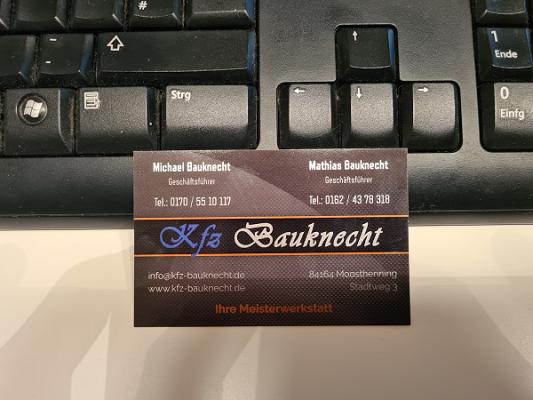 #
1
Ende
Strg
0
Einfg
Michael Bauknecht
Geschäftsführer
Tel.: 0170 / 55 10 117
Mathias Bauknecht
Geschäftsführer
Tel.: 0162 / 43 78 318
Kfz Bauknecht
info@kfz-bauknecht.de
www.kfz-bauknecht.de
84164 Moosthenning
Stadtweg 3
Ihre Meisterwerkstatt